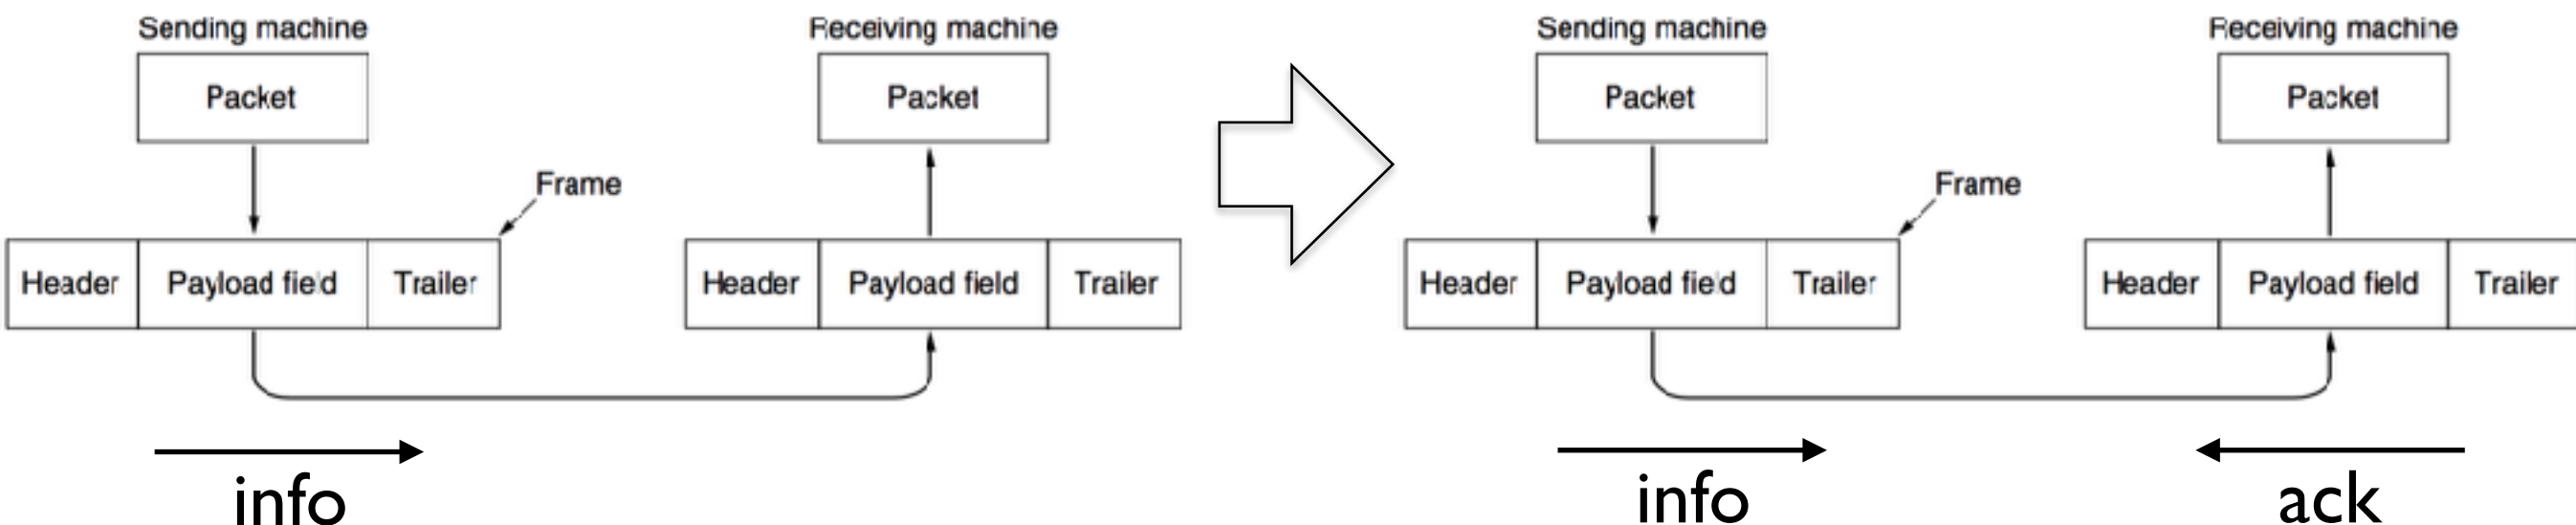 Sending machine
Receiving machine
Packet
Packet
Frame
Header
Payload field
Trailer
Header
Payload field
Trailer
info
Sending machine
Receiving machine
Packet
Packet
Frame
Header
Payload field
Trailer
Header
Payload field
Trailer
info
ack